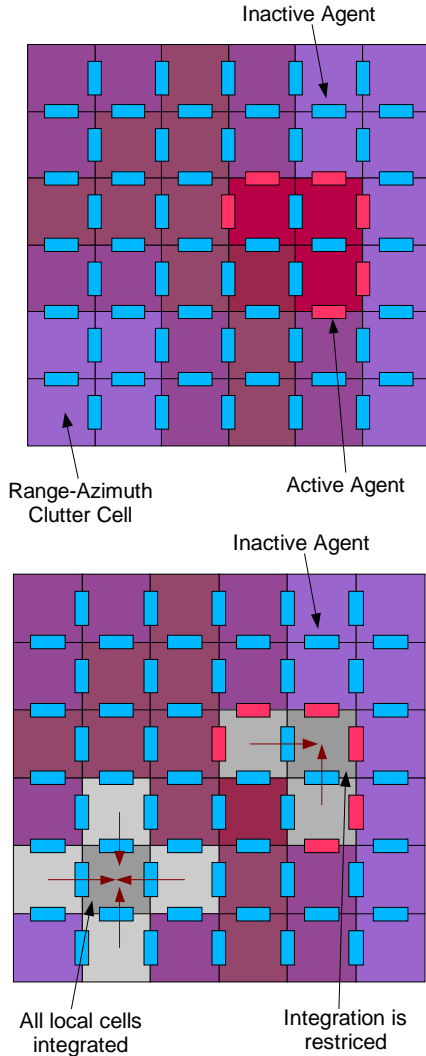 Inactive Agent
Range-Azimuth
Clutter Cell
Active Agent
Inactive Agent
All local cells
integrated
Integration is
restriced